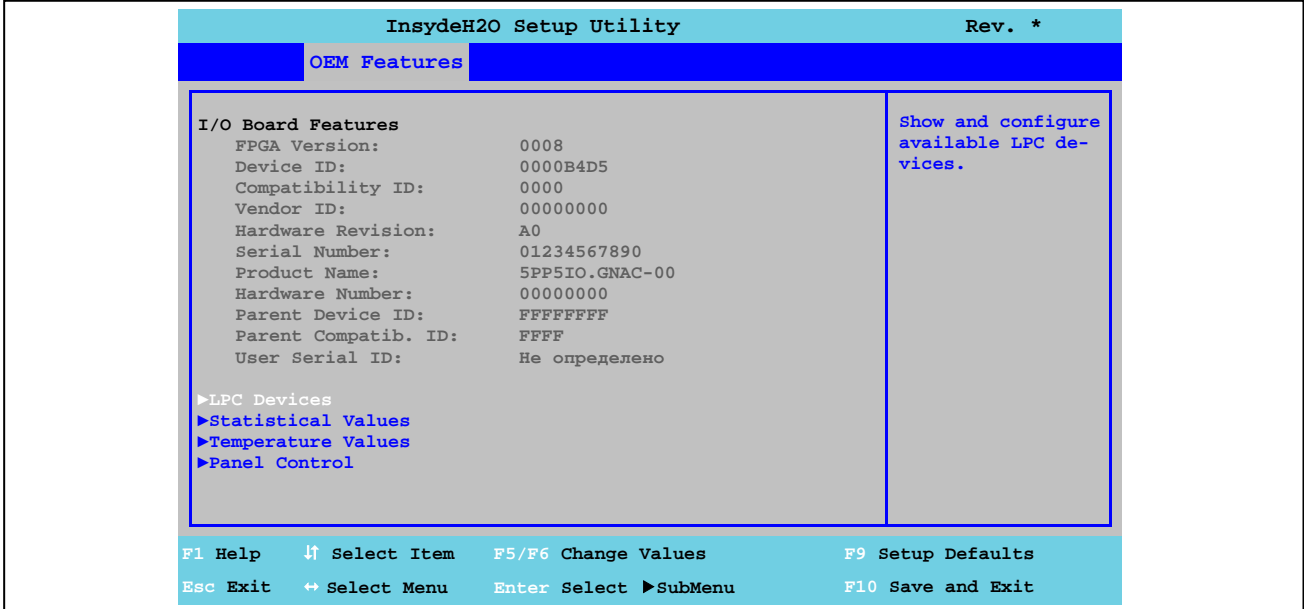 InsydeH2O Setup Utility Rev. *
OEM Features
I/O Board Features
FPGA Version: 0008
Device ID: 0000B4D5
Compatibility ID: 0000
Vendor ID: 00000000
Hardware Revision: A0
Serial Number: 01234567890
Product Name: 5PP5IO.GNAC-00
Hardware Number: 00000000
Parent Device ID: FFFFFFFF
Parent Compatib. ID: FFFF
User Serial ID: Не определено
►LPC Devices
►Statistical Values
►Temperature Values
►Panel Control
Show and configure
available LPC de-
vices.
F1 Help ↓↑ Select Item F5/F6 Change Values F9 Setup Defaults
Esc Exit ↔ Select Menu Enter Select ►SubMenu F10 Save and Exit